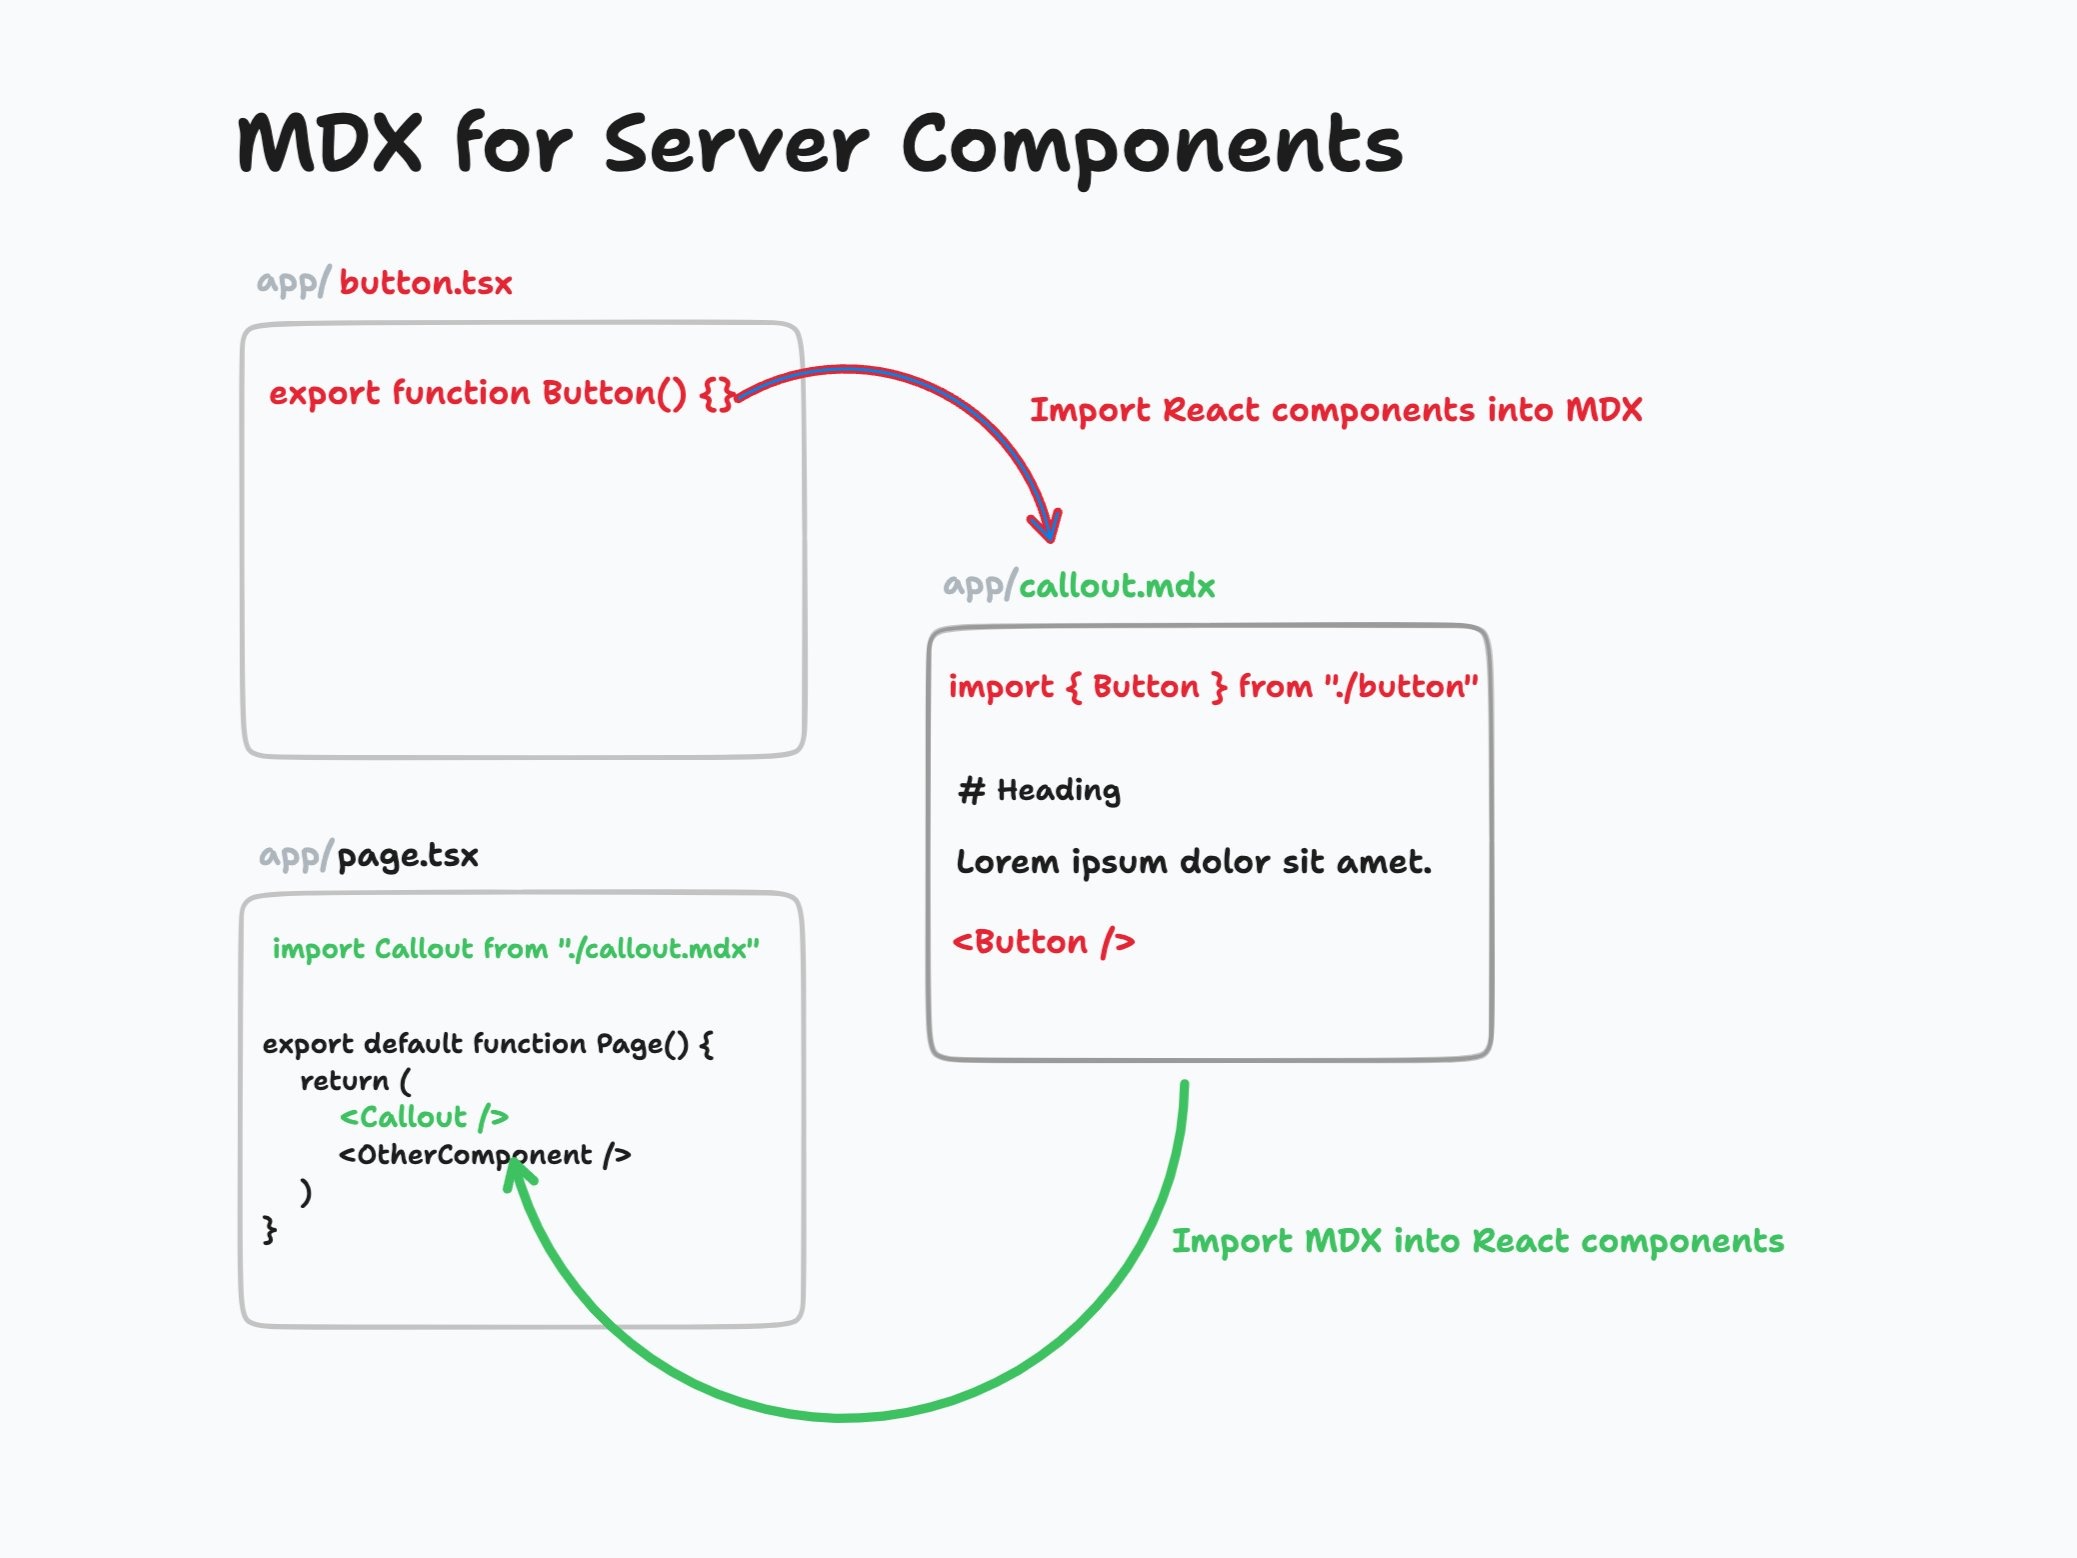 MDX for Server Components
app/button.tsx
export function Button() {}
Import React components into MDX
app/callout.mdx
import { Button } from "./button"
# Heading
Lorem ipsum dolor sit amet.
<Button />
app/page.tsx
import Callout from "./callout.mdx"
export default function Page() {
return (
<Callout />
<OtherComponent />
)
}
Import MDX into React components